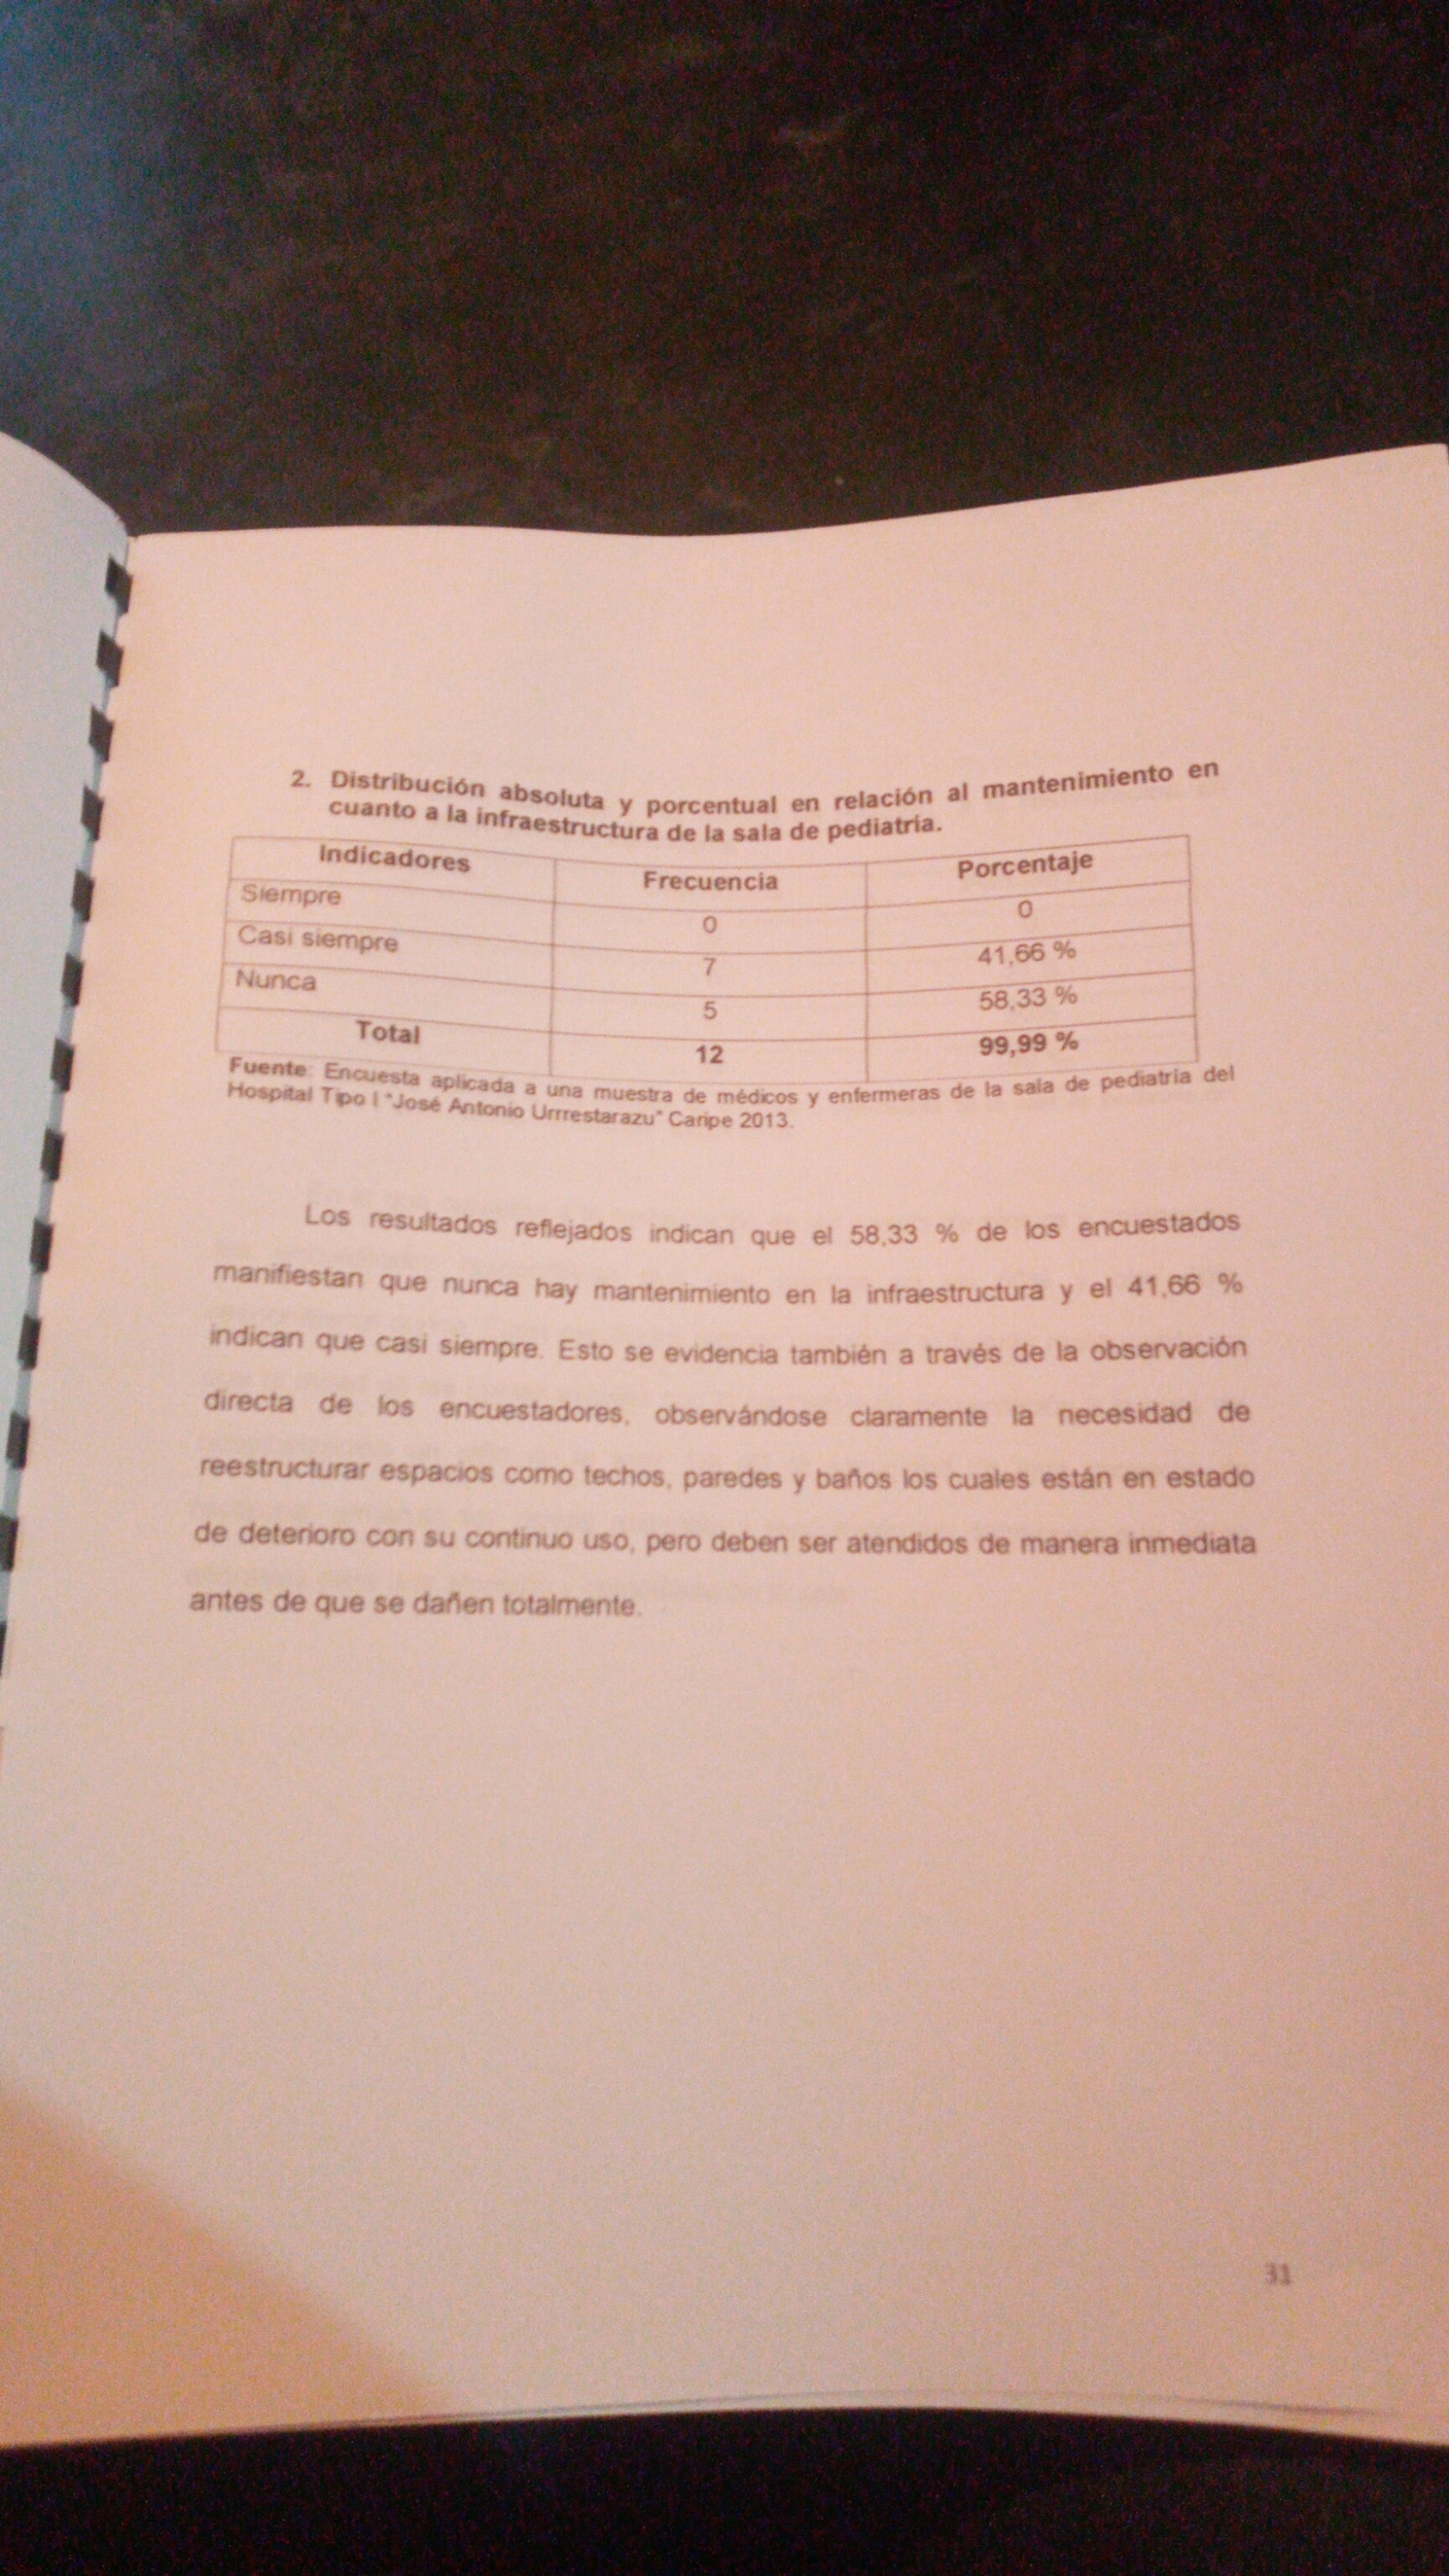 2. Distribución absoluta y porcentual en relación al mantenimiento en
cuanto a la infraestructura de la sala de pediatría.
Indicadores Frecuencia Porcentaje
Siempre 0 0
Casi siempre 7 41,66 %
Nunca 5 58,33 %
Total 12 99,99 %
Fuente: Encuesta aplicada a una muestra de médicos y enfermeras de la sala de pediatría del
Hospital Tipo I "José Antonio Urrrestarazu" Caripe 2013.
Los resultados reflejados indican que el 58,33 % de los encuestados
manifiestan que nunca hay mantenimiento en la infraestructura y el 41,66 %
indican que casi siempre. Esto se evidencia también a través de la observación
directa de los encuestadores, observándose claramente la necesidad de
reestructurar espacios como techos, paredes y baños los cuales están en estado
de deterioro con su continuo uso, pero deben ser atendidos de manera inmediata
antes de que se dañen totalmente.
31